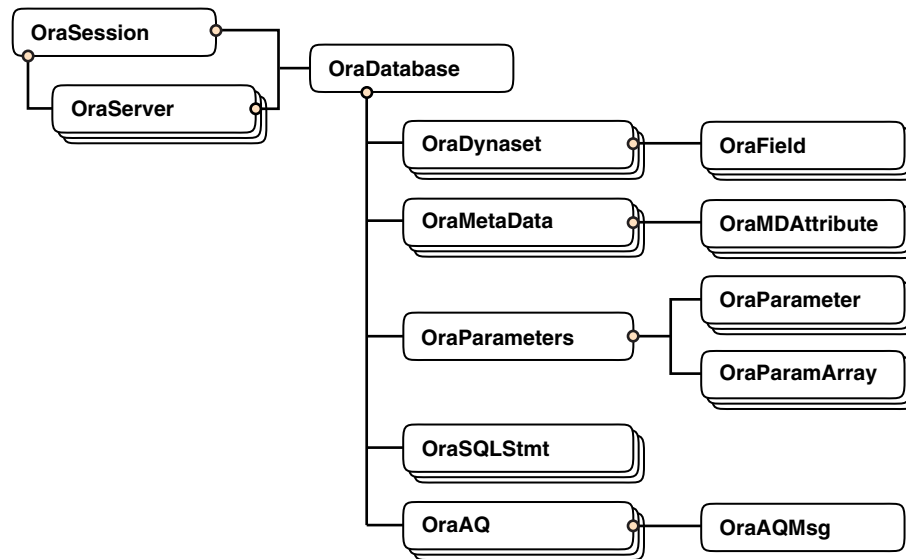 OraSession
OraServer
OraDatabase
OraDynaset
OraField
OraMetaData
OraMDAttribute
OraParameters
OraParameter
OraParamArray
OraSQLStmt
OraAQ
OraAQMsg